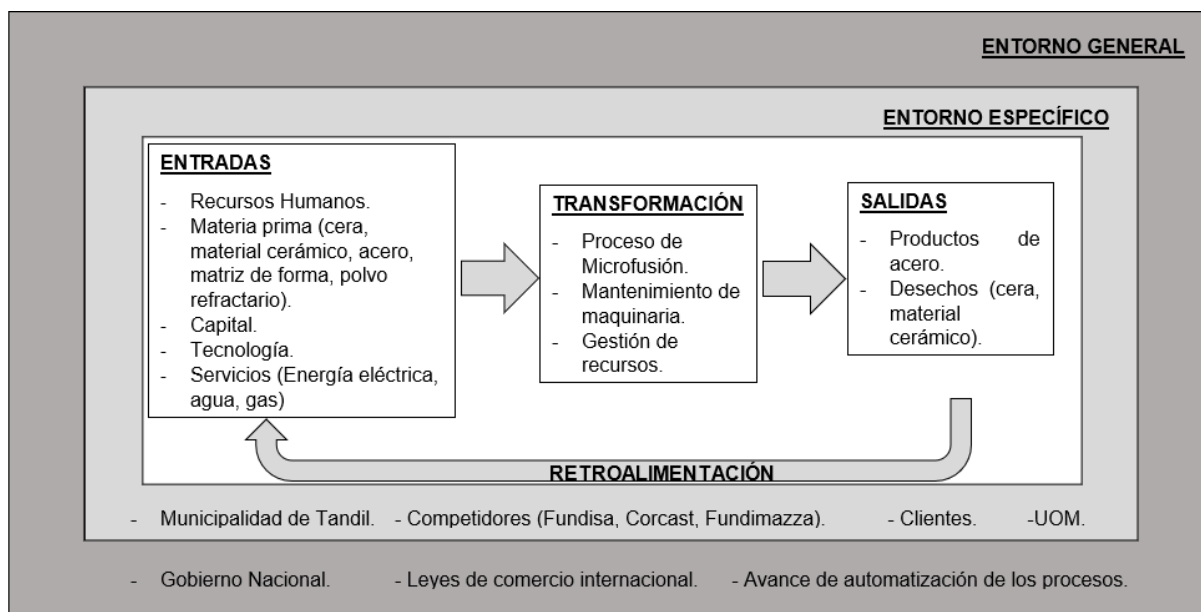 ENTORNO GENERAL
ENTORNO ESPECÍFICO
ENTRADAS
- Recursos Humanos.
- Materia prima (cera,
material cerámico, acero,
matriz de forma, polvo
refractario).
- Capital.
- Tecnología.
- Servicios (Energía eléctrica,
agua, gas)
TRANSFORMACIÓN
- Proceso de
Microfusión.
- Mantenimiento de
maquinaria.
- Gestión de
recursos.
SALIDAS
- Productos de
acero.
- Desechos (cera,
material
cerámico).
RETROALIMENTACIÓN
- Municipalidad de Tandil. - Competidores (Fundisa, Corcast, Fundimazza). - Clientes. -UOM.
- Gobierno Nacional. - Leyes de comercio internacional. - Avance de automatización de los procesos.